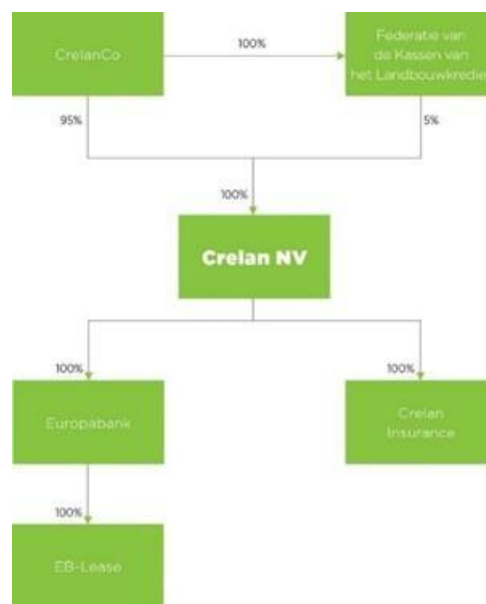 CrelanCo
100%
Federatie van
de Kassen van
het Landbouwkredie
95%
5%
100%
Crelan NV
100%
100%
Europabank
Crelan
Insurance
100%
EB-Lease